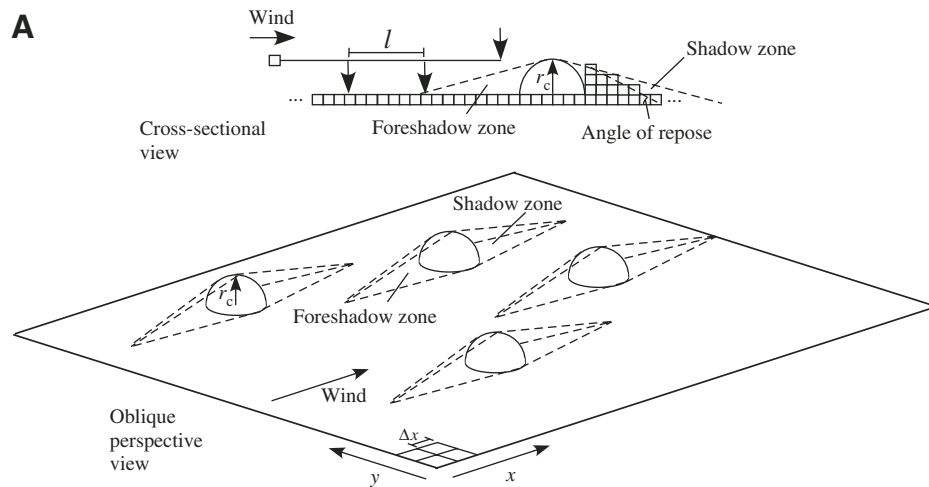 A
Wind
l
Shadow zone
r_c
...
...
Foreshadow zone
Angle of repose
Cross-sectional
view
Shadow zone
r_c
Foreshadow zone
Wind
Oblique
perspective
view
Δx
y
x